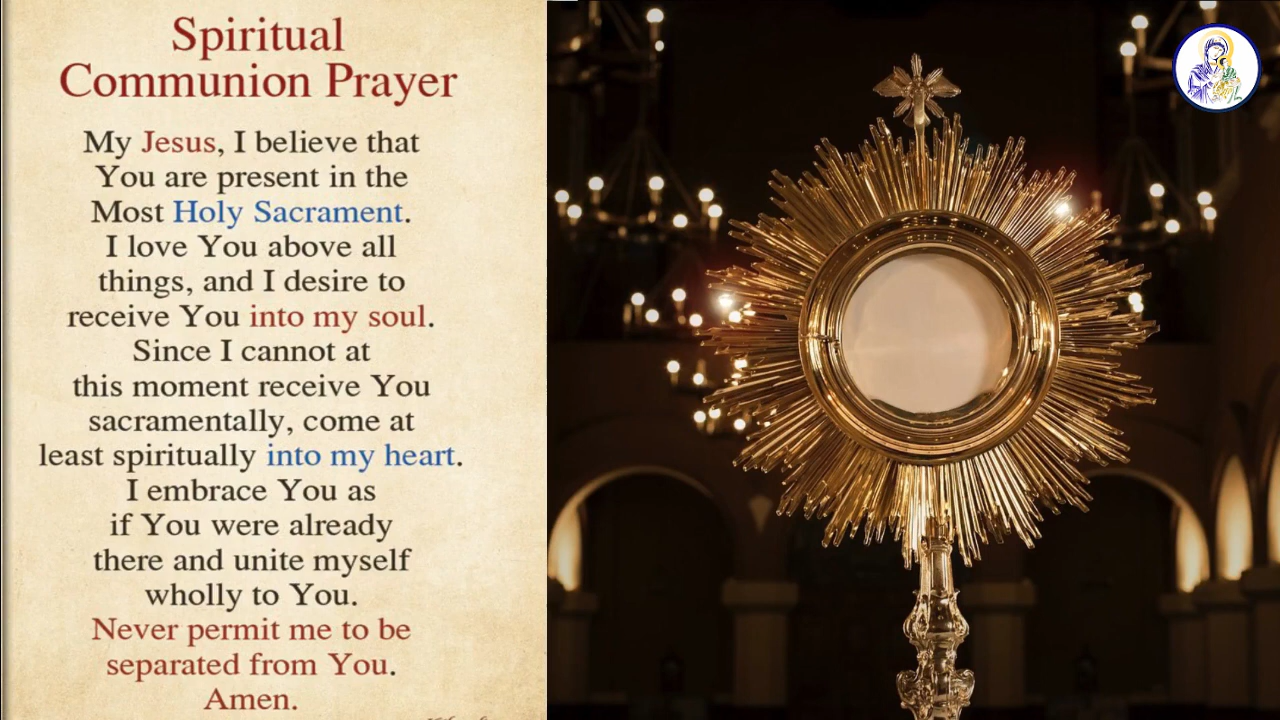 Spiritual
Communion Prayer
My Jesus, I believe that
You are present in the
Most Holy Sacrament.
I love You above all
things, and I desire to
receive You into my soul.
Since I cannot at
this moment receive You
sacramentally, come at
least spiritually into my heart.
I embrace You as
if You were already
there and unite myself
wholly to You.
Never permit me to be
separated from You.
Amen.